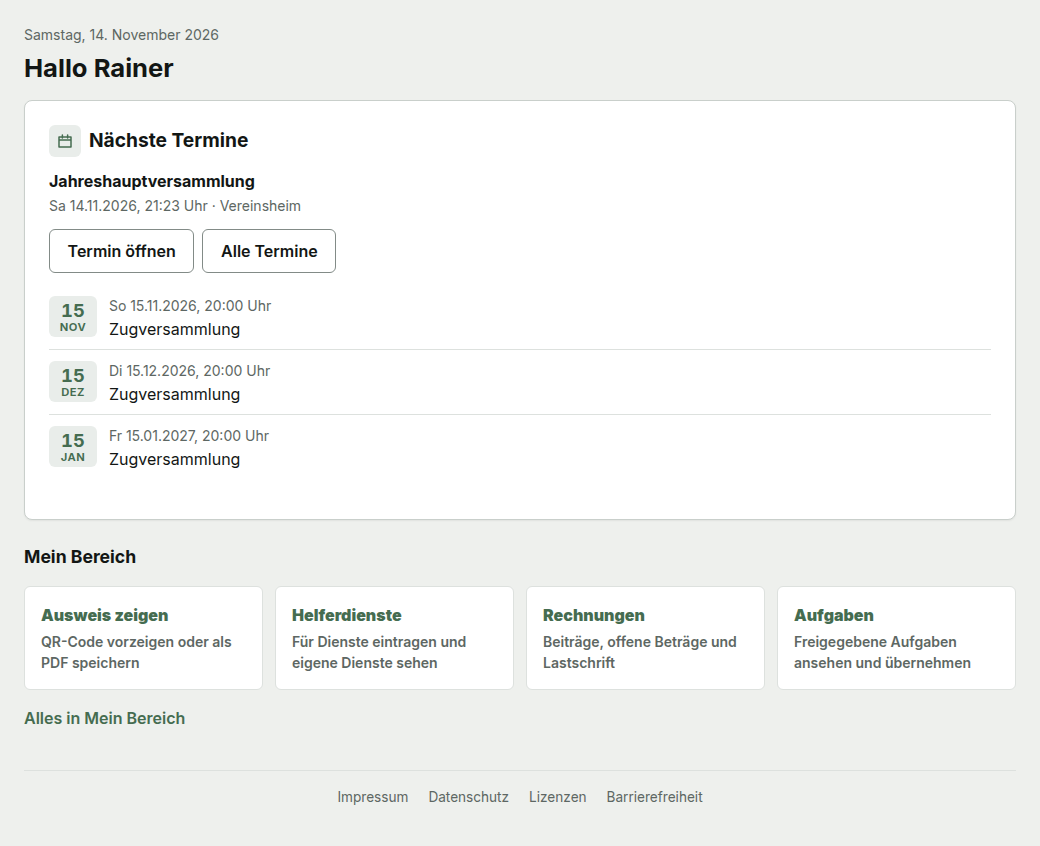 Samstag, 14. November 2026
Hallo Rainer
Nächste Termine
Jahreshauptversammlung
Sa 14.11.2026, 21:23 Uhr · Vereinsheim
Termin öffnen
Alle Termine
15
NOV
So 15.11.2026, 20:00 Uhr
Zugversammlung
15
DEZ
Di 15.12.2026, 20:00 Uhr
Zugversammlung
15
JAN
Fr 15.01.2027, 20:00 Uhr
Zugversammlung
Mein Bereich
Ausweis zeigen
QR-Code vorzeigen oder als
PDF speichern
Helferdienste
Für Dienste eintragen und
eigene Dienste sehen
Rechnungen
Beiträge, offene Beträge und
Lastschrift
Aufgaben
Freigegebene Aufgaben
ansehen und übernehmen
Alles in Mein Bereich
Impressum
Datenschutz
Lizenzen
Barrierefreiheit